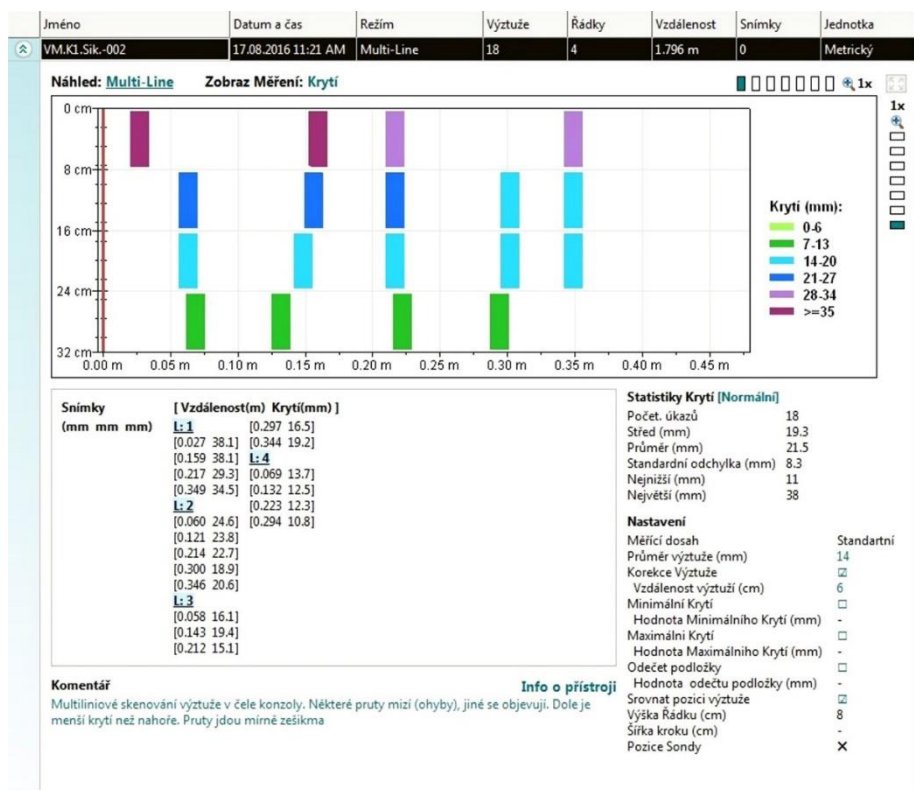 Jméno Datum a čas Režím Výztuže Řádky Vzdálenost Snímky Jednotka
VM.K1.Sik.-002 17.08.2016 11:21 AM Multi-Line 18 4 1.796 m 0 Metrický
Náhled: Multi-Line Zobraz Měření: Krytí 1x
1x
0 cm
8 cm
16 cm
24 cm
32 cm
0.00 m 0.05 m 0.10 m 0.15 m 0.20 m 0.25 m 0.30 m 0.35 m 0.40 m 0.45 m
Krytí (mm):
0-6
7-13
14-20
21-27
28-34
>=35
Snímky
(mm mm mm)
[ Vzdálenost(m) Krytí(mm) ]
L: 1
[0.027 38.1]
[0.159 38.1]
[0.217 29.3]
[0.349 34.5]
L: 2
[0.060 24.6]
[0.121 23.8]
[0.214 22.7]
[0.300 18.9]
[0.346 20.6]
L: 3
[0.058 16.1]
[0.143 19.4]
[0.212 15.1]
[0.297 16.5]
[0.344 19.2]
L: 4
[0.069 13.7]
[0.132 12.5]
[0.223 12.3]
[0.294 10.8]
Statistiky Krytí [Normální]
Počet. úkazů 18
Střed (mm) 19.3
Průměr (mm) 21.5
Standardní odchylka (mm) 8.3
Nejnižší (mm) 11
Největší (mm) 38
Nastavení
Měřící dosah Standartní
Průměr výztuže (mm) 14
Korekce Výztuže ☑
Vzdálenost výztuží (cm) 6
Minimální Krytí ☐
Hodnota Minimálního Krytí (mm) -
Maximálni Krytí ☐
Hodnota Maximálniho Krytí (mm) -
Odečet podložky ☐
Hodnota odečtu podložky (mm) -
Srovnat pozici výztuže ☑
Výška Řádku (cm) 8
Šířka kroku (cm) -
Pozice Sondy ✕
Komentář Info o přístroji
Multiliniové skenování výztuže v čele konzoly. Některé pruty mizí (ohyby), jiné se objevují. Dole je
menší krytí než nahoře. Pruty jdou mírně zešikma